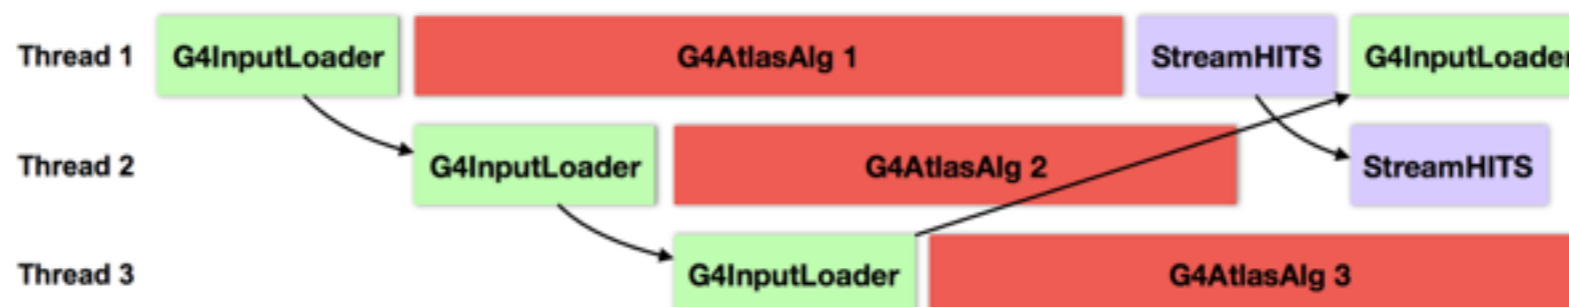 Thread 1 G4InputLoader G4AtlasAlg 1 StreamHITS G4InputLoader
Thread 2 G4InputLoader G4AtlasAlg 2 StreamHITS
Thread 3 G4InputLoader G4AtlasAlg 3